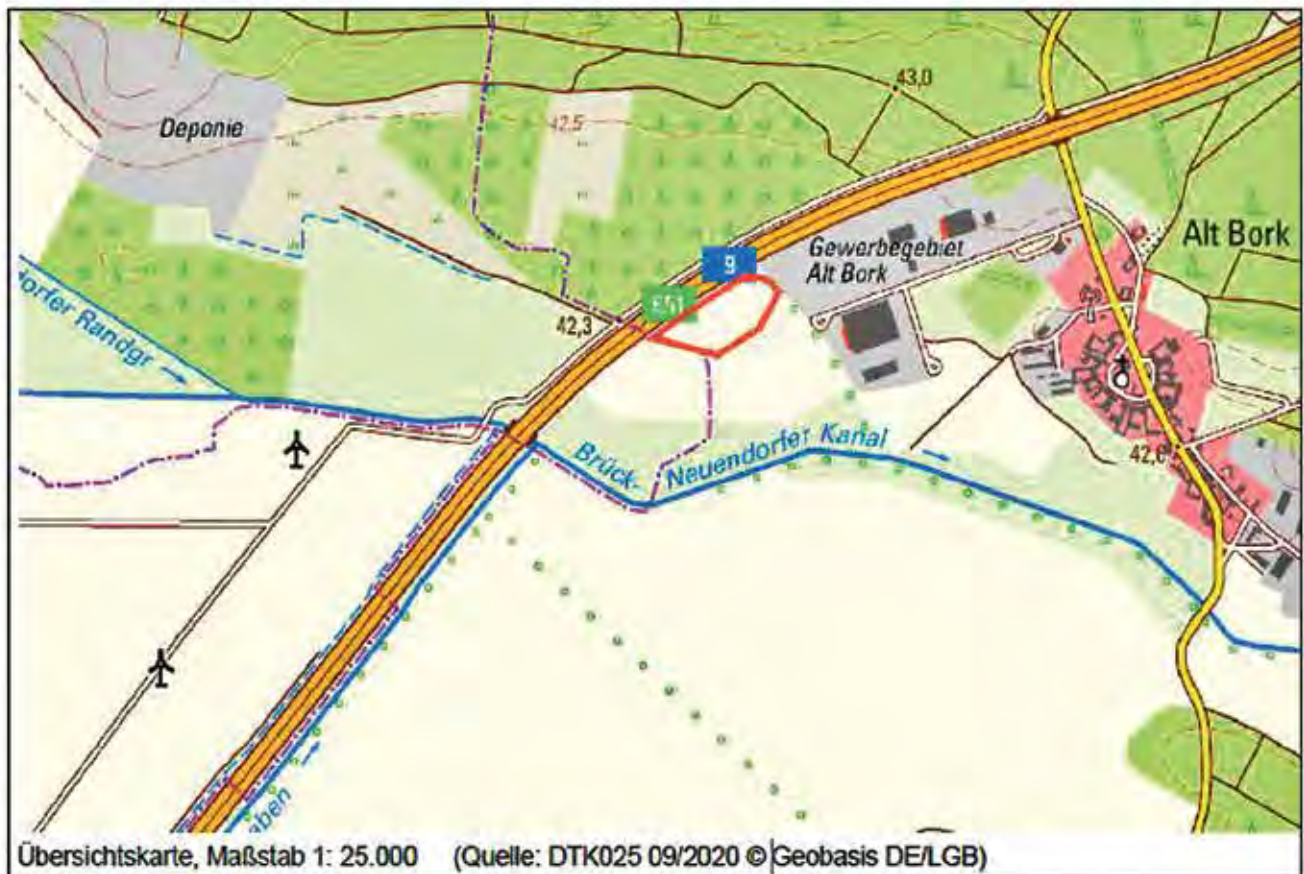 43,0
Deponie
42,5
Alt Bork
Gewerbegebiet
Alt Bork
9
E51
42,3
dorfer Randgr
Brück-
Neuendorfer Kanal
42,6
aben
Übersichtskarte, Maßstab 1: 25.000 (Quelle: DTK025 09/2020 © Geobasis DE/LGB)